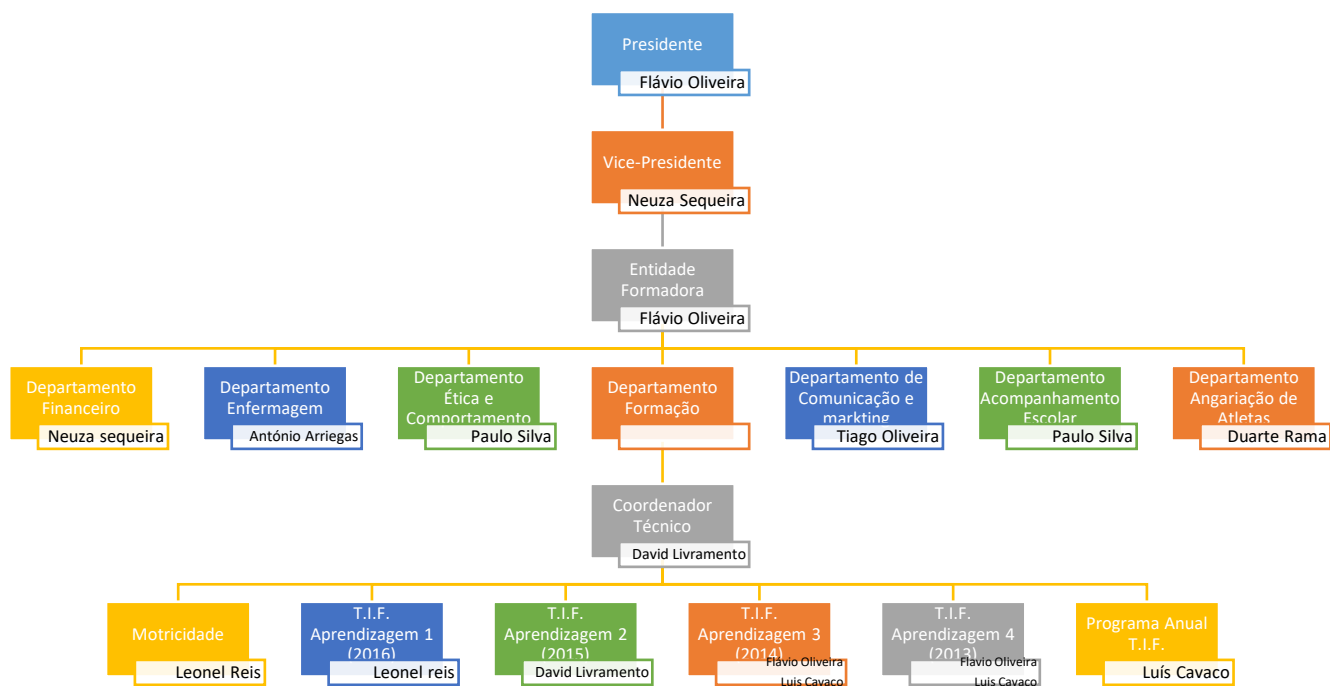 Presidente
Flávio Oliveira
Vice-Presidente
Neuza Sequeira
Entidade
Formadora
Flávio Oliveira
Departamento
Financeiro
Neuza sequeira
Departamento
Enfermagem
António Arriegas
Departamento
Ética e
Comportamento
Paulo Silva
Departamento
Formação
Departamento de
Comunicação e
markting
Tiago Oliveira
Departamento
Acompanhamento
Escolar
Paulo Silva
Departamento
Angariação de
Atletas
Duarte Rama
Coordenador
Técnico
David Livramento
Motricidade
Leonel Reis
T.I.F.
Aprendizagem 1
(2016)
Leonel reis
T.I.F.
Aprendizagem 2
(2015)
David Livramento
T.I.F.
Aprendizagem 3
(2014)
Flávio Oliveira
Luis Cavaco
T.I.F.
Aprendizagem 4
(2013)
Flávio Oliveira
Luis Cavaco
Programa Anual
T.I.F.
Luís Cavaco